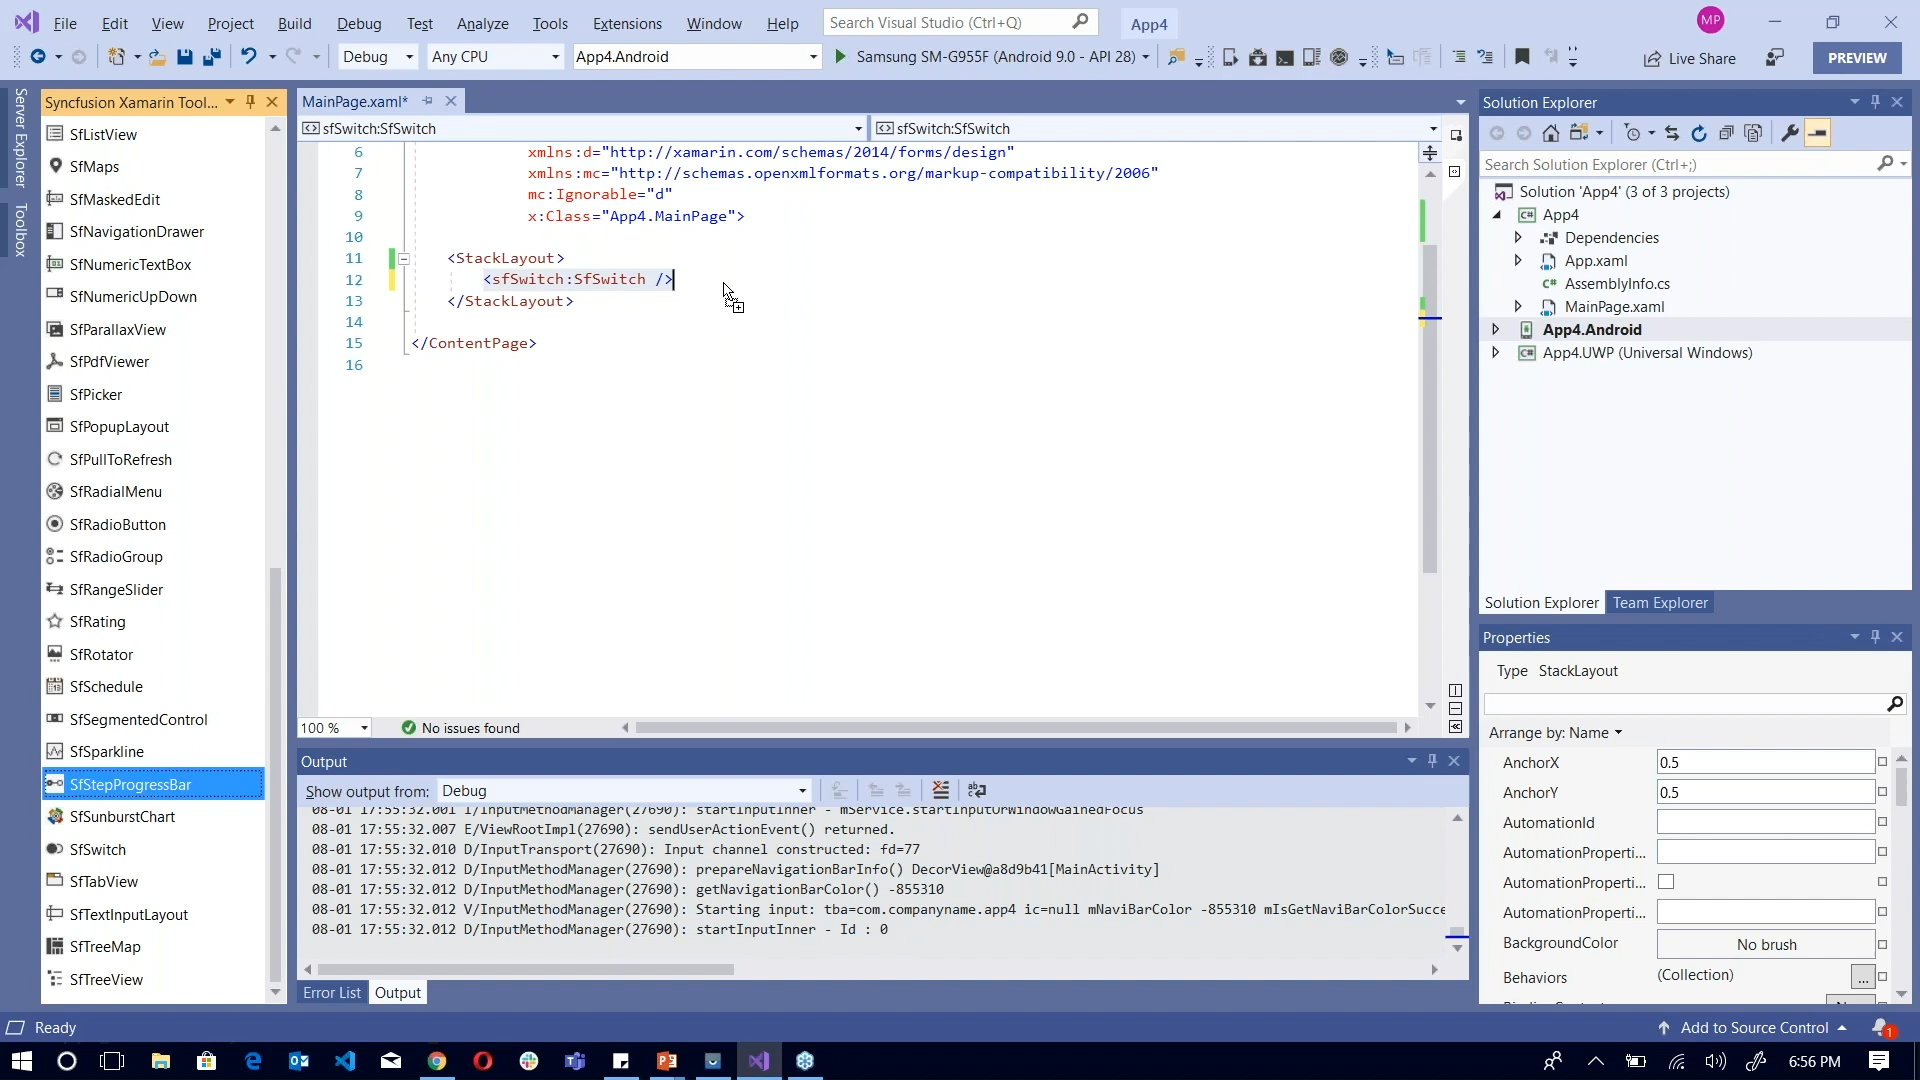 File Edit View Project Build Debug Test Analyze Tools Extensions Window Help Search Visual Studio (Ctrl+Q) App4 MP
Debug Any CPU App4.Android Samsung SM-G955F (Android 9.0 - API 28) Live Share PREVIEW
Server Explorer
Toolbox
Syncfusion Xamarin Tool...
SfListView
SfMaps
SfMaskedEdit
SfNavigationDrawer
SfNumericTextBox
SfNumericUpDown
SfParallaxView
SfPdfViewer
SfPicker
SfPopupLayout
SfPullToRefresh
SfRadialMenu
SfRadioButton
SfRadioGroup
SfRangeSlider
SfRating
SfRotator
SfSchedule
SfSegmentedControl
SfSparkline
SfStepProgressBar
SfSunburstChart
SfSwitch
SfTabView
SfTextInputLayout
SfTreeMap
SfTreeView
MainPage.xaml*
sfSwitch:SfSwitch sfSwitch:SfSwitch
6 xmlns:d="http://xamarin.com/schemas/2014/forms/design"
7 xmlns:mc="http://schemas.openxmlformats.org/markup-compatibility/2006"
8 mc:Ignorable="d"
9 x:Class="App4.MainPage">
10
11 <StackLayout>
12 <sfSwitch:SfSwitch />
13 </StackLayout>
14
15 </ContentPage>
16
100 % No issues found
Output
Show output from: Debug
08-01 17:55:32.001 I/InputMethodManager(27690): startInputInner - mService.startInputOrWindowGainedFocus
08-01 17:55:32.007 E/ViewRootImpl(27690): sendUserActionEvent() returned.
08-01 17:55:32.010 D/InputTransport(27690): Input channel constructed: fd=77
08-01 17:55:32.012 D/InputMethodManager(27690): prepareNavigationBarInfo() DecorView@a8d9b41[MainActivity]
08-01 17:55:32.012 D/InputMethodManager(27690): getNavigationBarColor() -855310
08-01 17:55:32.012 V/InputMethodManager(27690): Starting input: tba=com.companyname.app4 ic=null mNaviBarColor -855310 mIsGetNaviBarColorSucce
08-01 17:55:32.012 D/InputMethodManager(27690): startInputInner - Id : 0
Error List Output
Solution Explorer
Search Solution Explorer (Ctrl+;)
Solution 'App4' (3 of 3 projects)
App4
Dependencies
App.xaml
AssemblyInfo.cs
MainPage.xaml
App4.Android
App4.UWP (Universal Windows)
Solution Explorer Team Explorer
Properties
Type StackLayout
Arrange by: Name
AnchorX 0.5
AnchorY 0.5
AutomationId
AutomationProperti...
AutomationProperti...
AutomationProperti...
BackgroundColor No brush
Behaviors (Collection) ...
Ready Add to Source Control 1
6:56 PM